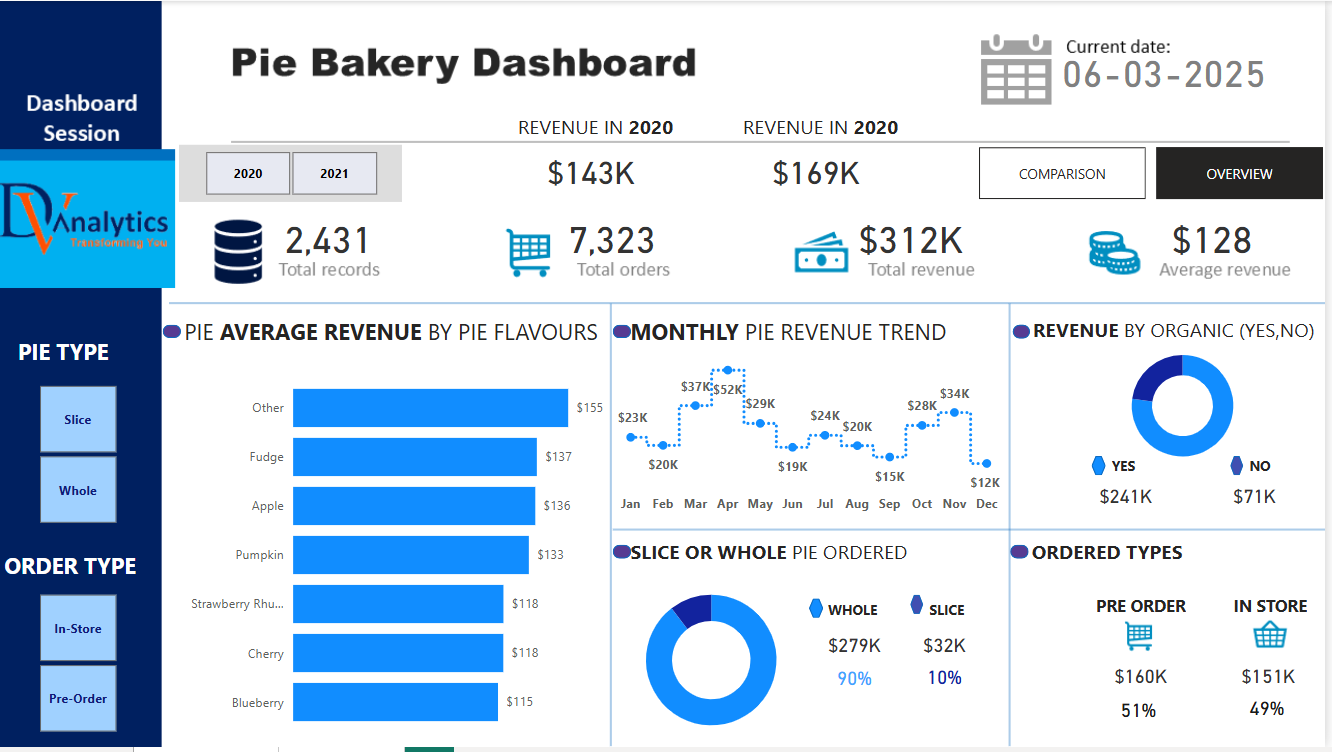 Pie Bakery Dashboard
Current date:
06-03-2025
Dashboard
Session
REVENUE IN 2020
REVENUE IN 2020
2020
2021
$143K
$169K
COMPARISON
OVERVIEW
DVAnalytics
Transforming You
2,431
Total records
7,323
Total orders
$312K
Total revenue
$128
Average revenue
PIE TYPE
Slice
Whole
ORDER TYPE
In-Store
Pre-Order
PIE AVERAGE REVENUE BY PIE FLAVOURS
Other $155
Fudge $137
Apple $136
Pumpkin $133
Strawberry Rhu... $118
Cherry $118
Blueberry $115
MONTHLY PIE REVENUE TREND
$23K
$20K
$37K
$52K
$29K
$19K
$24K
$20K
$15K
$28K
$34K
$12K
Jan Feb Mar Apr May Jun Jul Aug Sep Oct Nov Dec
REVENUE BY ORGANIC (YES,NO)
YES NO
$241K $71K
SLICE OR WHOLE PIE ORDERED
WHOLE SLICE
$279K $32K
90% 10%
ORDERED TYPES
PRE ORDER IN STORE
$160K $151K
51% 49%